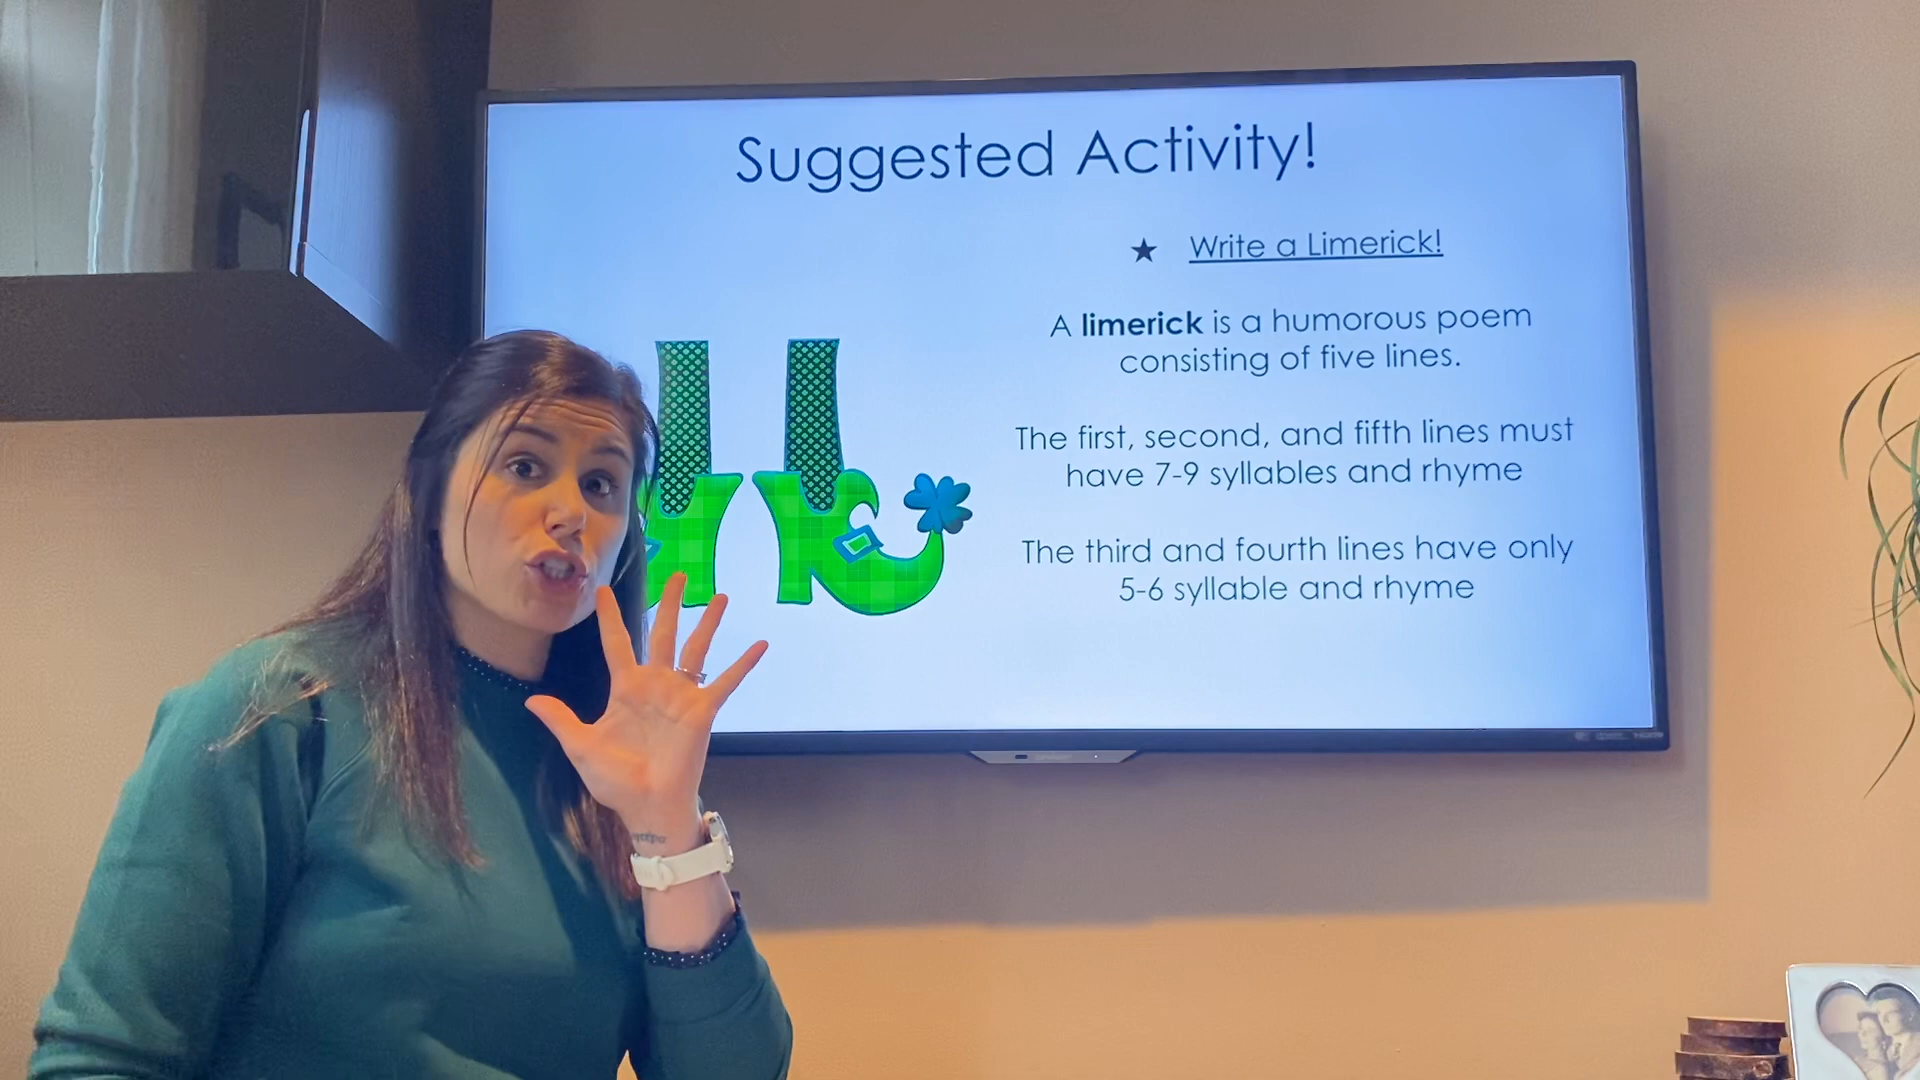 Suggested Activity!
★ Write a Limerick!
A limerick is a humorous poem
consisting of five lines.
The first, second, and fifth lines must
have 7-9 syllables and rhyme
The third and fourth lines have only
5-6 syllable and rhyme